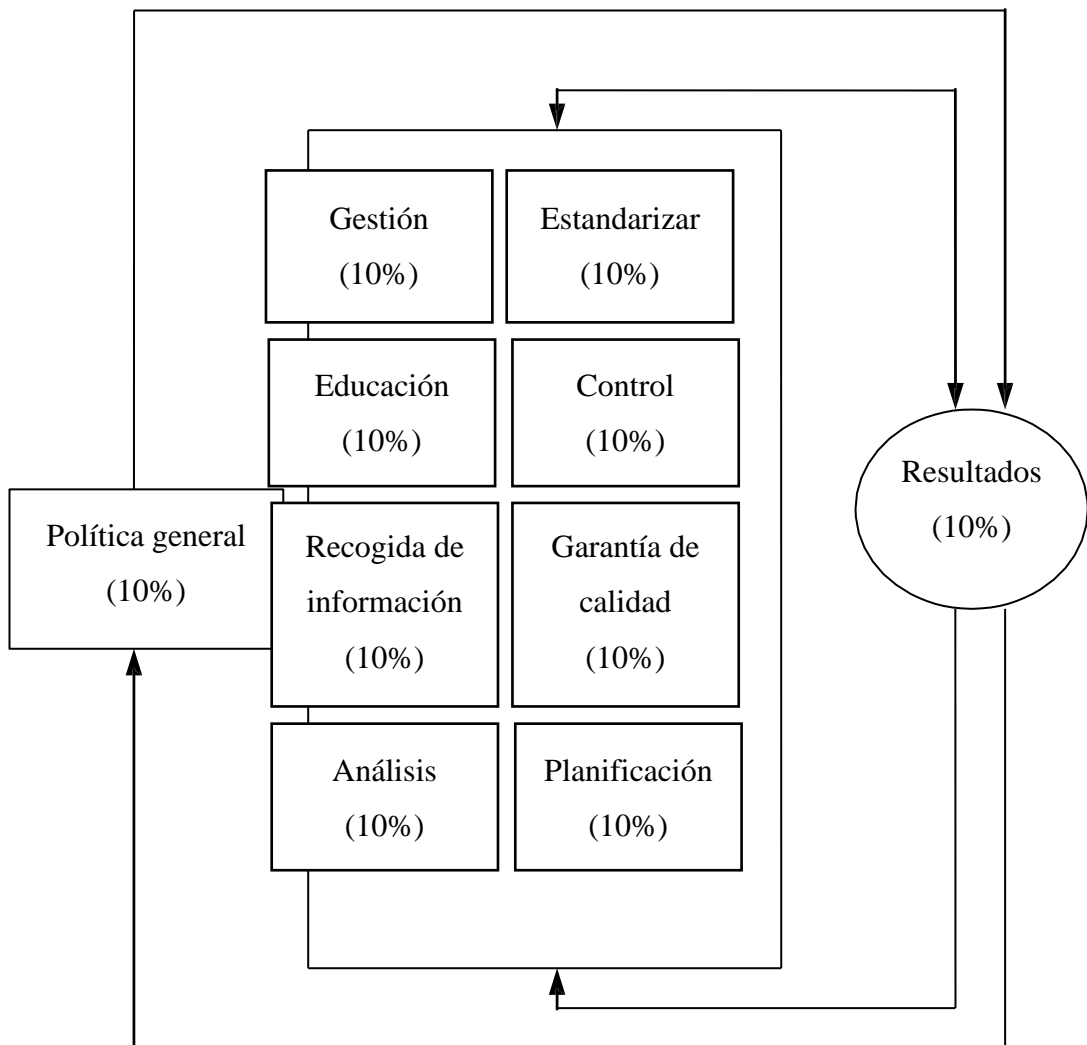 Gestión
(10%)
Estandarizar
(10%)
Educación
(10%)
Control
(10%)
Política general
(10%)
Recogida de
información
(10%)
Garantía de
calidad
(10%)
Resultados
(10%)
Análisis
(10%)
Planificación
(10%)